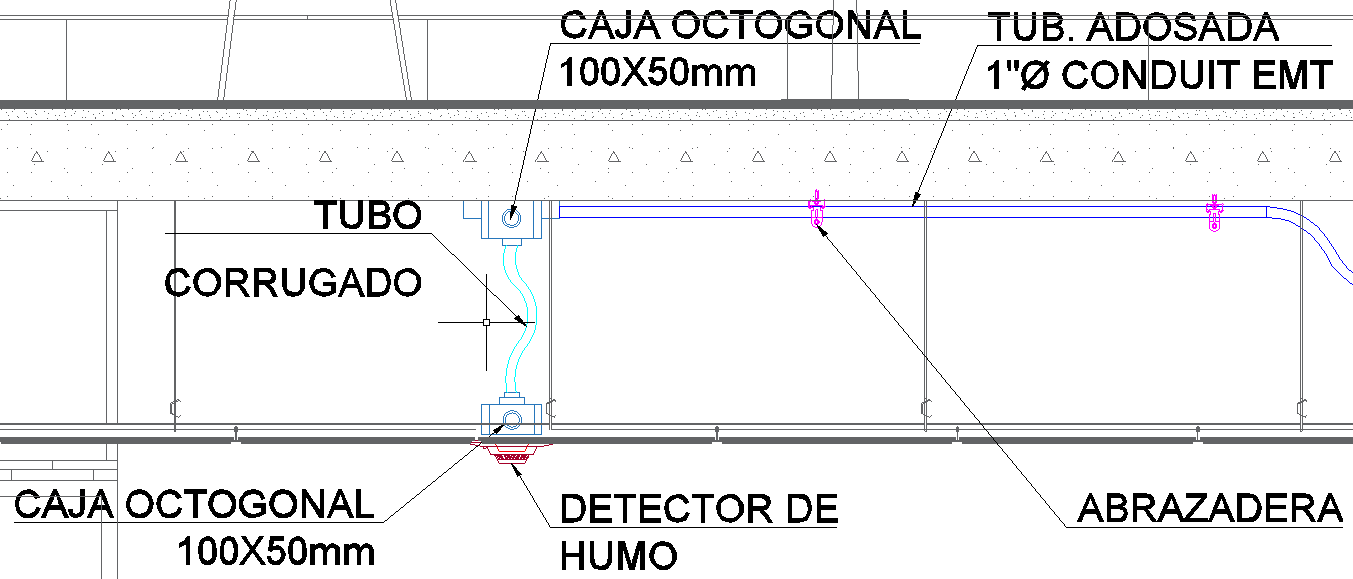 CAJA OCTOGONAL
100X50mm
TUB. ADOSADA
1"Ø CONDUIT EMT
TUBO
CORRUGADO
CAJA OCTOGONAL
100X50mm
DETECTOR DE
HUMO
ABRAZADERA